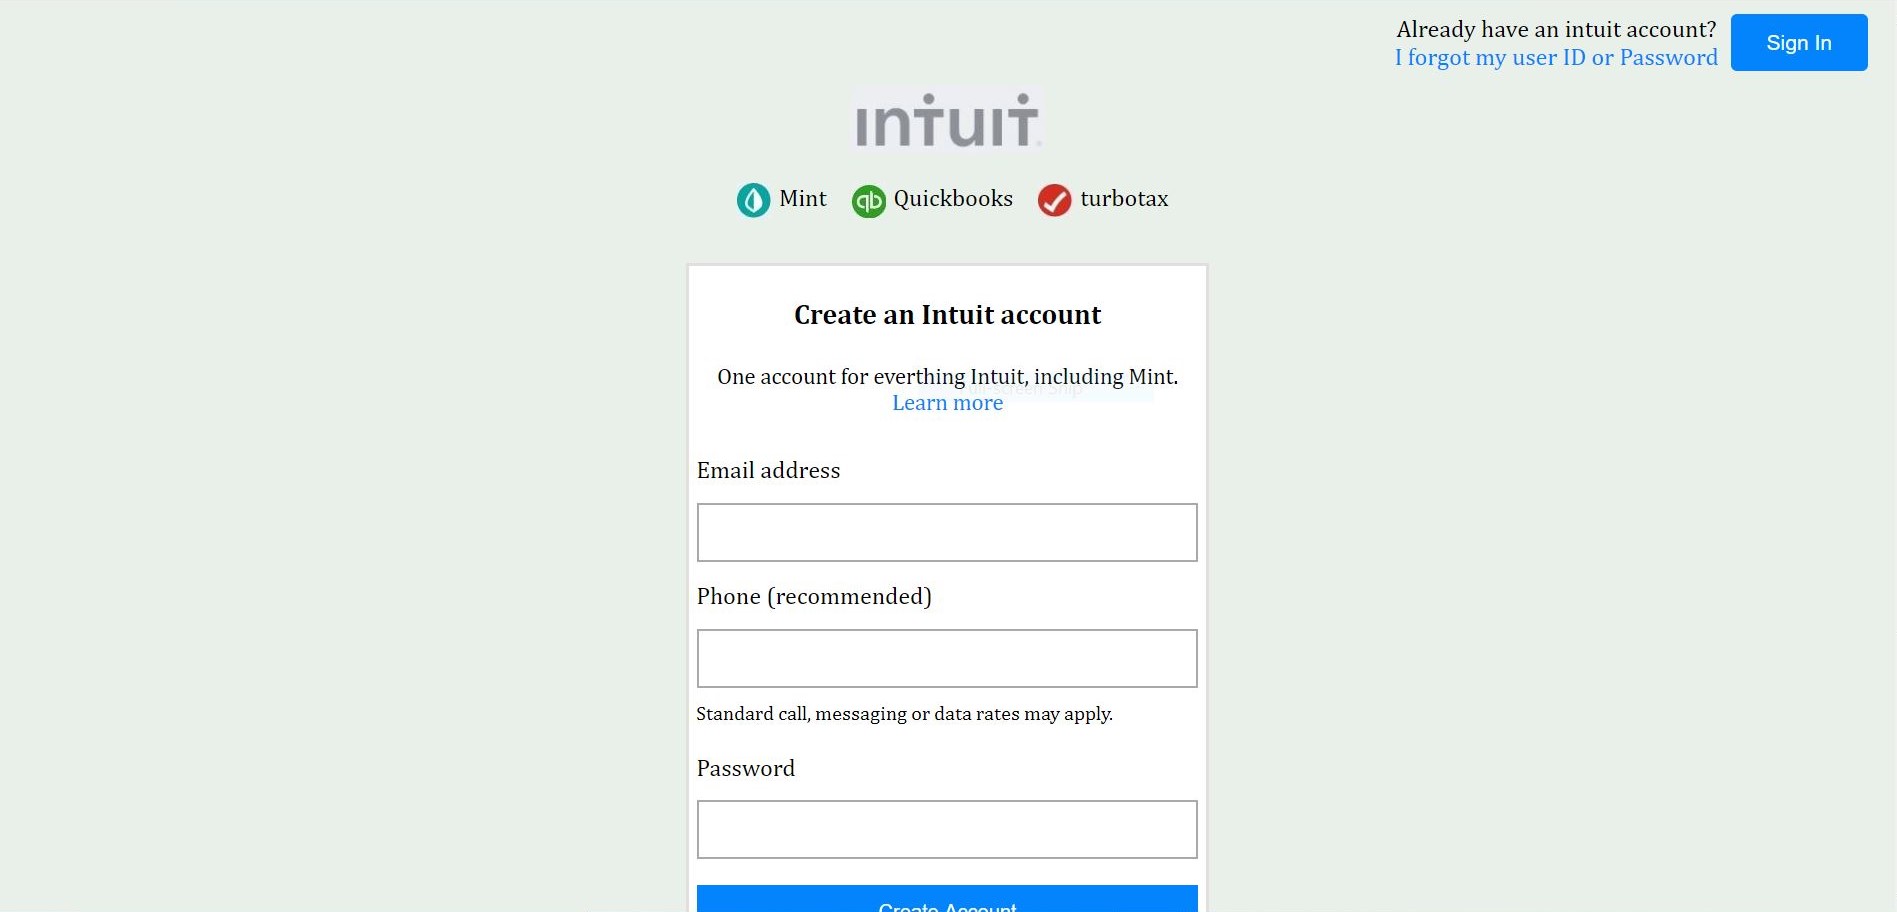 Already have an intuit account?
I forgot my user ID or Password
Sign In
intuit
Mint
Quickbooks
turbotax
Create an Intuit account
One account for everthing Intuit, including Mint.
Learn more
Email address
Phone (recommended)
Standard call, messaging or data rates may apply.
Password
Create Account